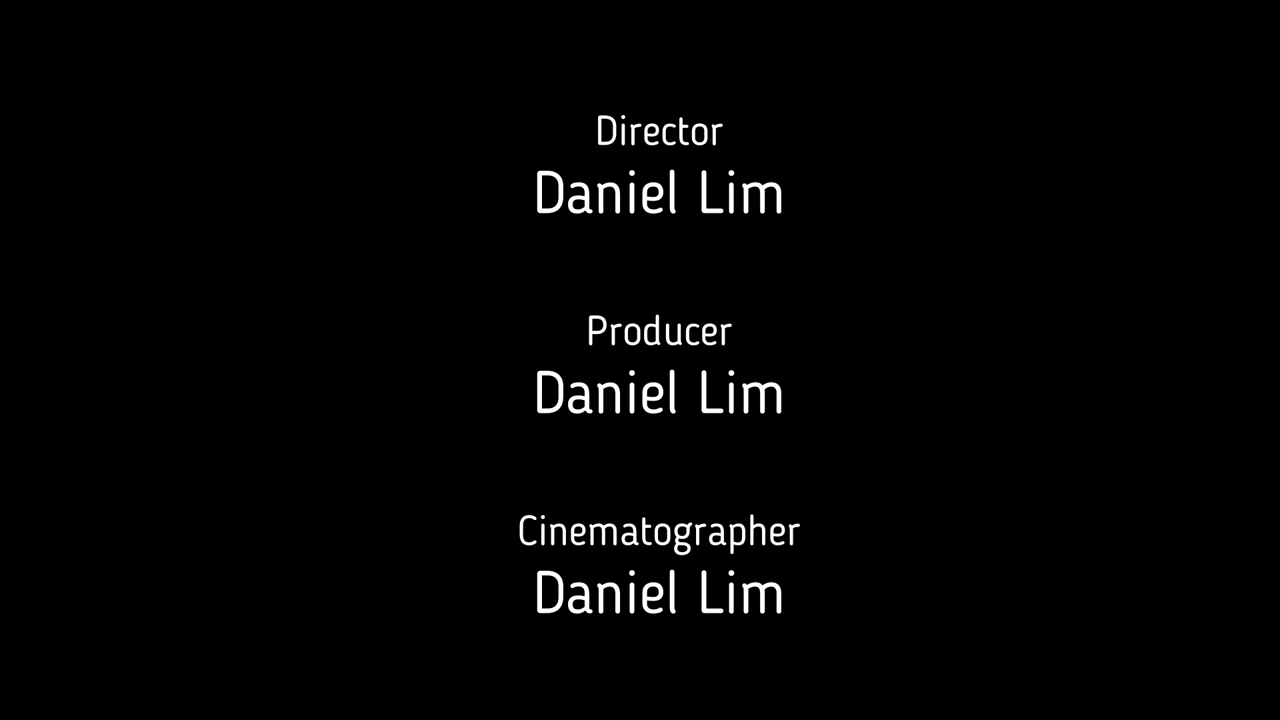 Director
Daniel Lim
Producer
Daniel Lim
Cinematographer
Daniel Lim